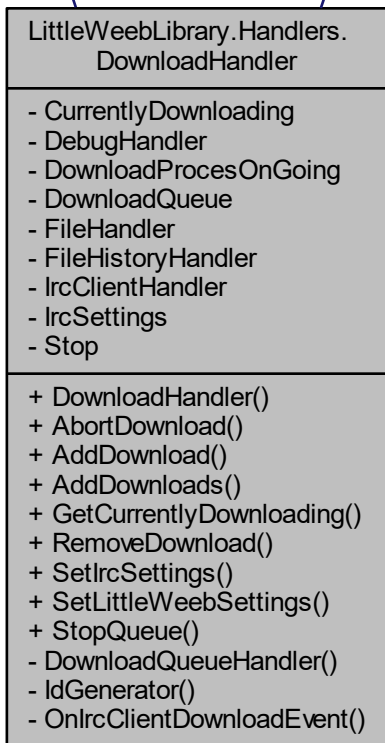 LittleWeebLibrary.Handlers.
DownloadHandler
- CurrentlyDownloading
- DebugHandler
- DownloadProcesOnGoing
- DownloadQueue
- FileHandler
- FileHistoryHandler
- IrcClientHandler
- IrcSettings
- Stop
+ DownloadHandler()
+ AbortDownload()
+ AddDownload()
+ AddDownloads()
+ GetCurrentlyDownloading()
+ RemoveDownload()
+ SetIrcSettings()
+ SetLittleWeebSettings()
+ StopQueue()
- DownloadQueueHandler()
- IdGenerator()
- OnIrcClientDownloadEvent()